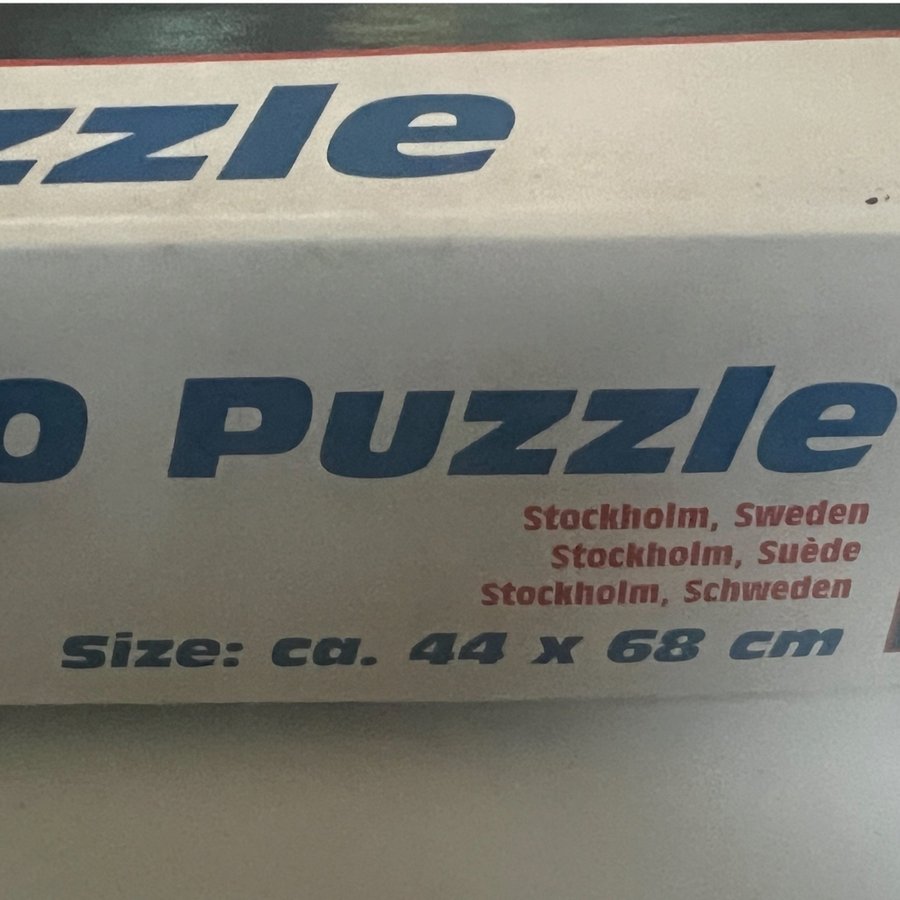 zzle
0 Puzzle
Stockholm, Sweden
Stockholm, Suède
Stockholm, Schweden
Size: ca. 44 x 68 cm